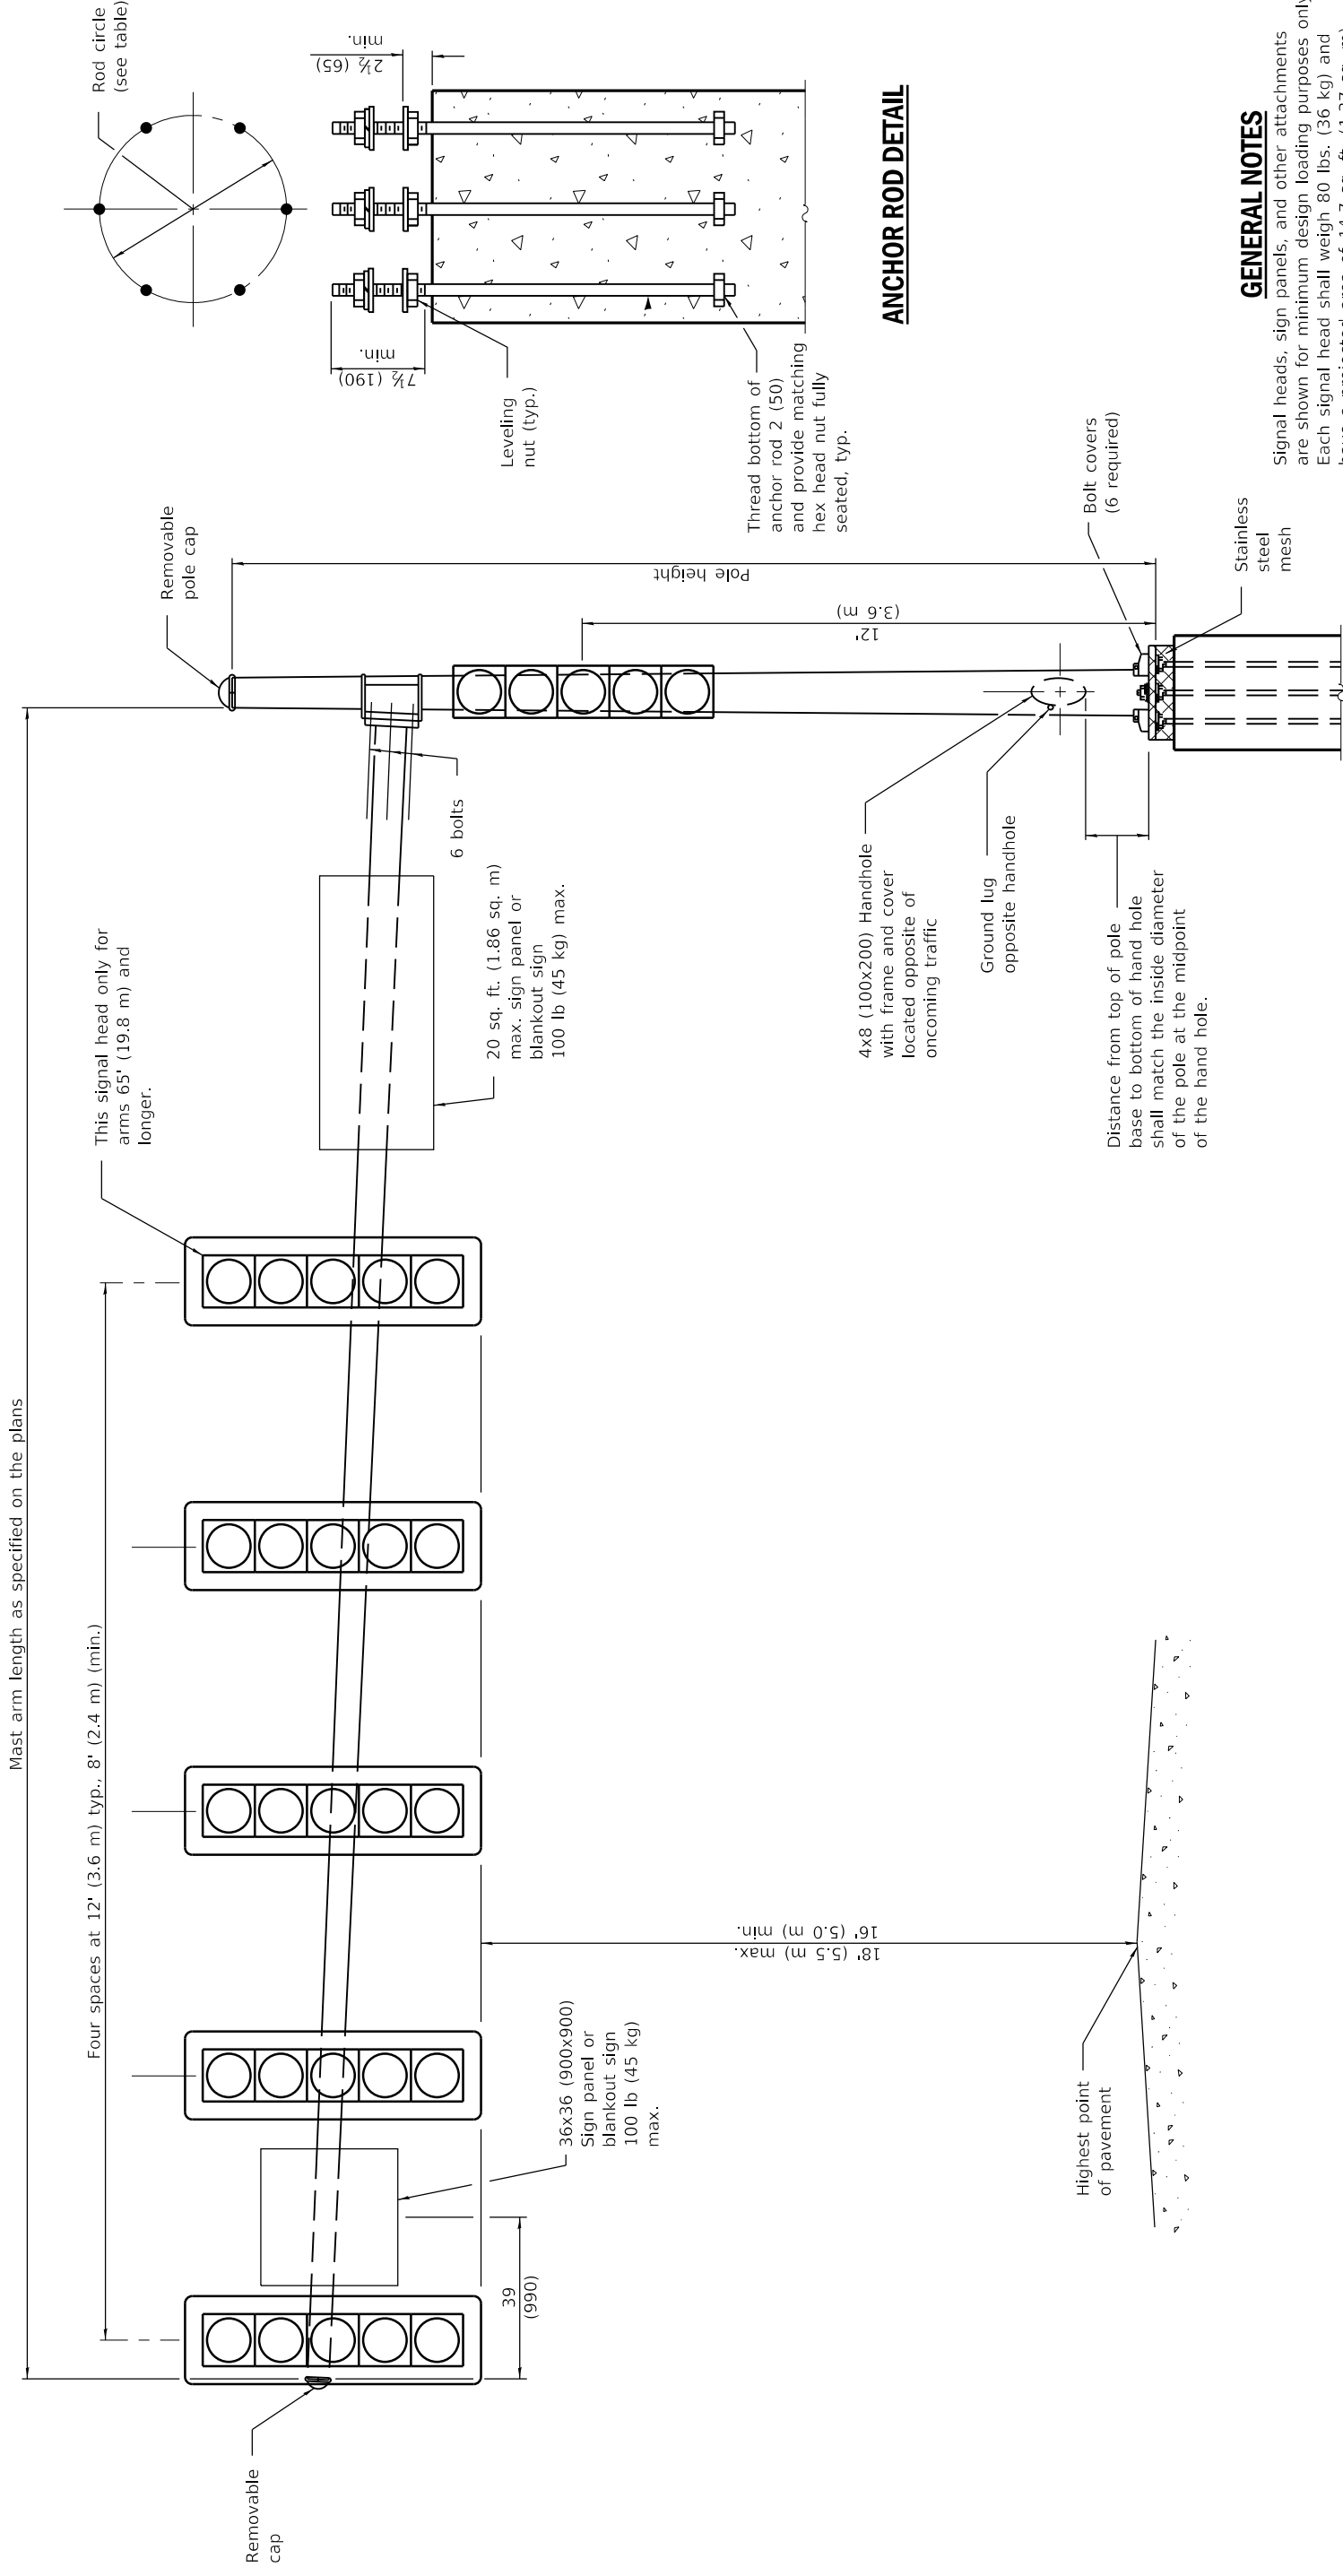 Mast arm length as specified on the plans
Four spaces at 12' (3.6 m) typ., 8' (2.4 m) (min.)
This signal head only for
arms 65' (19.8 m) and
longer.
Removable
pole cap
Rod circle
(see table)
2½ (65)
min.
7½ (190)
min.
Leveling
nut (typ.)
Thread bottom of
anchor rod 2 (50)
and provide matching
hex head nut fully
seated, typ.
ANCHOR ROD DETAIL
Removable
cap
39
(990)
36x36 (900x900)
Sign panel or
blankout sign
100 lb (45 kg)
max.
20 sq. ft. (1.86 sq. m)
max. sign panel or
blankout sign
100 lb (45 kg) max.
6 bolts
Pole height
12'
(3.6 m)
18' (5.5 m) max.
16' (5.0 m) min.
4x8 (100x200) Handhole
with frame and cover
located opposite of
oncoming traffic
Ground lug
opposite handhole
Distance from top of pole
base to bottom of hand hole
shall match the inside diameter
of the pole at the midpoint
of the hand hole.
Bolt covers
(6 required)
Stainless
steel
mesh
Highest point
of pavement
GENERAL NOTES
Signal heads, sign panels, and other attachments
are shown for minimum design loading purposes only
Each signal head shall weigh 80 lbs. (36 kg) and